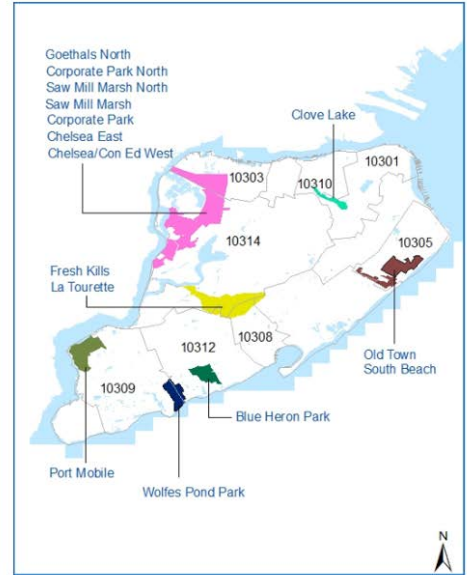 Goethals North
Corporate Park North
Saw Mill Marsh North
Saw Mill Marsh
Corporate Park
Chelsea East
Chelsea/Con Ed West
Clove Lake
10303
10301
10310
10314
10305
Fresh Kills
La Tourette
10308
10312
Old Town
South Beach
10309
Blue Heron Park
Port Mobile
Wolfes Pond Park
N